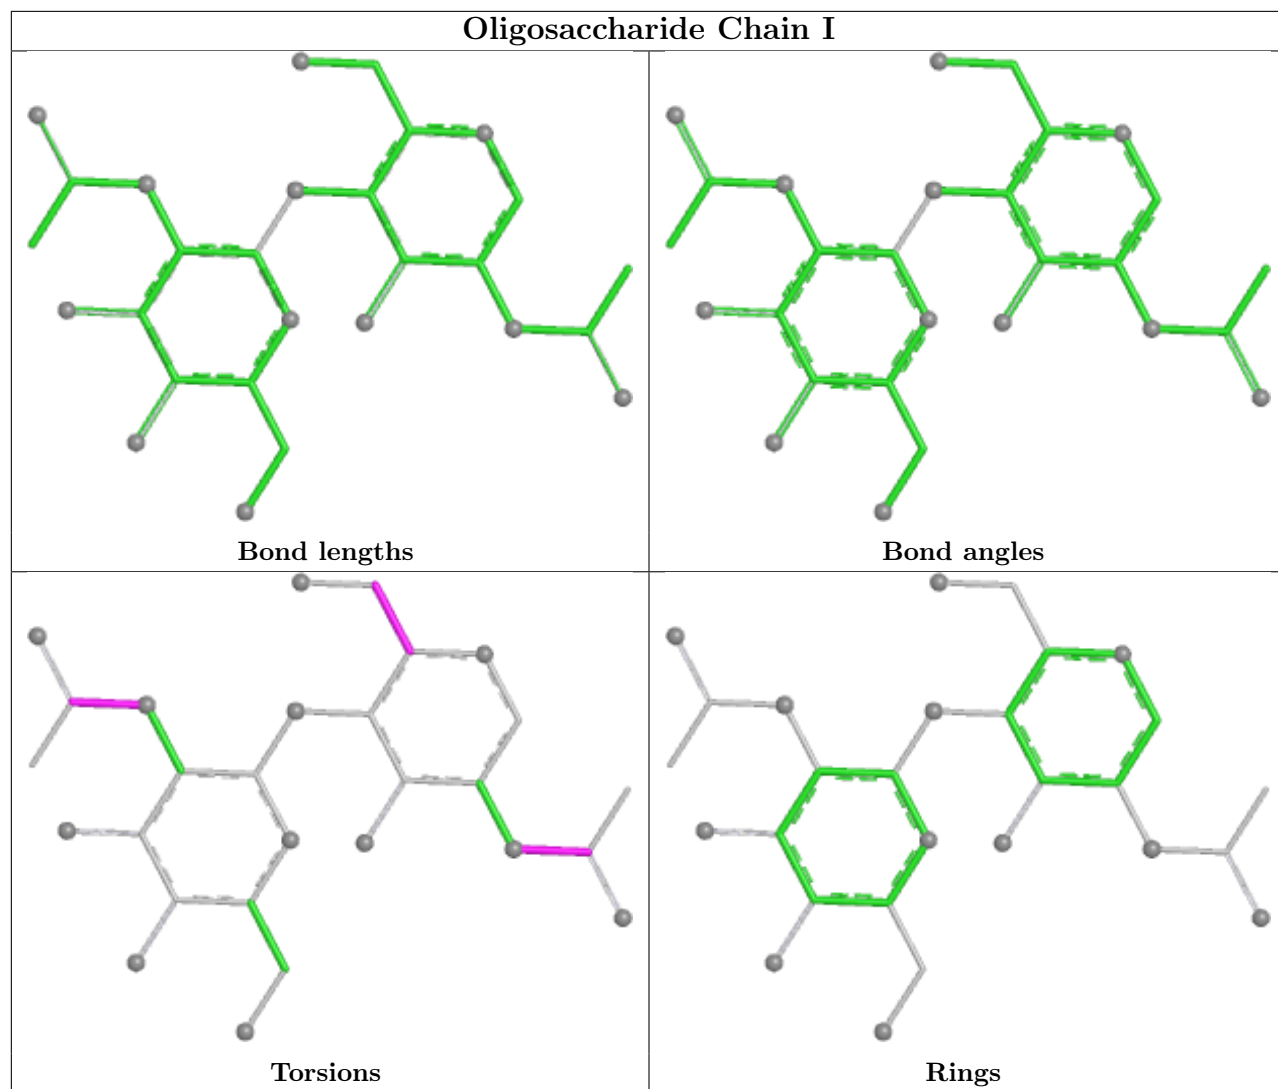 Oligosaccharide Chain I
Bond lengths
Bond angles
Torsions
Rings